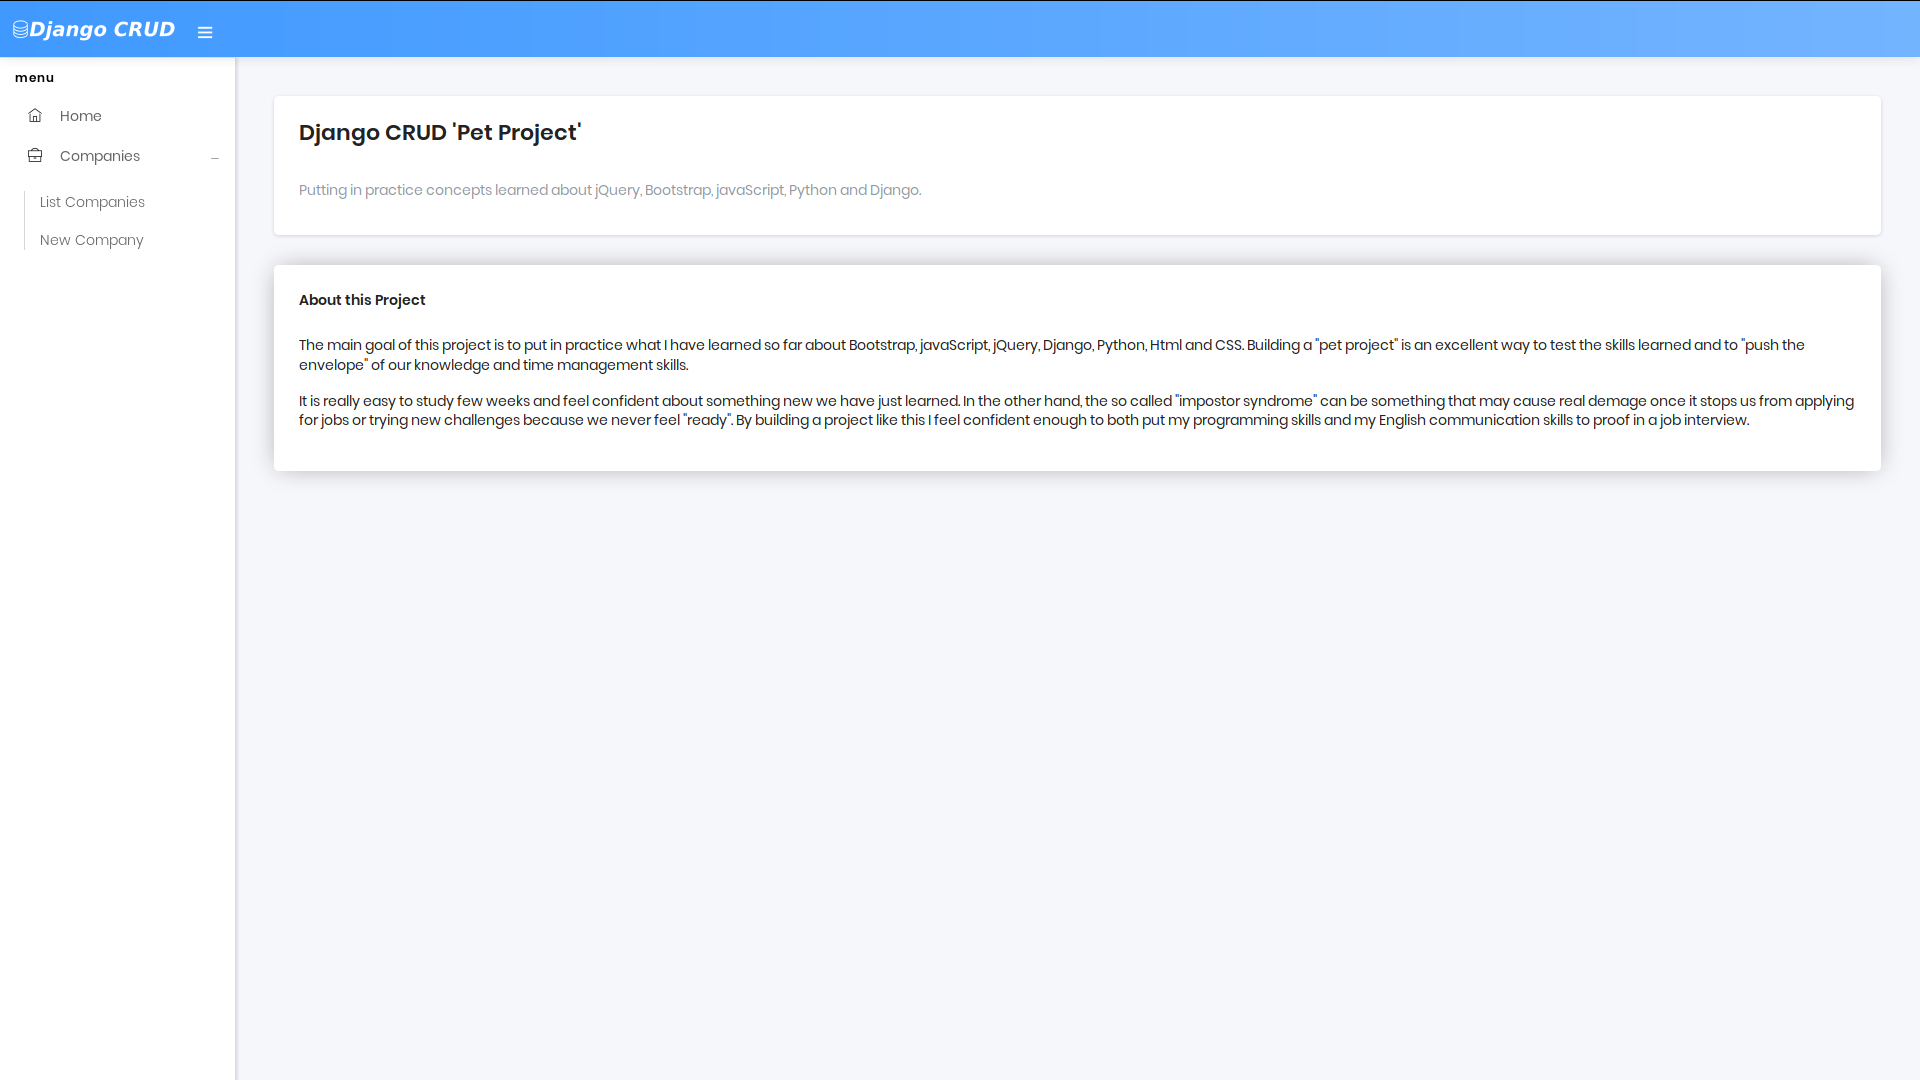 Django CRUD
menu
Home
Companies
List Companies
New Company
Django CRUD 'Pet Project'
Putting in practice concepts learned about jQuery, Bootstrap, javaScript, Python and Django.
About this Project
The main goal of this project is to put in practice what I have learned so far about Bootstrap, javaScript, jQuery, Django, Python, Html and CSS. Building a "pet project" is an excellent way to test the skills learned and to "push the
envelope" of our knowledge and time management skills.
It is really easy to study few weeks and feel confident about something new we have just learned. In the other hand, the so called "impostor syndrome" can be something that may cause real demage once it stops us from applying
for jobs or trying new challenges because we never feel "ready". By building a project like this I feel confident enough to both put my programming skills and my English communication skills to proof in a job interview.